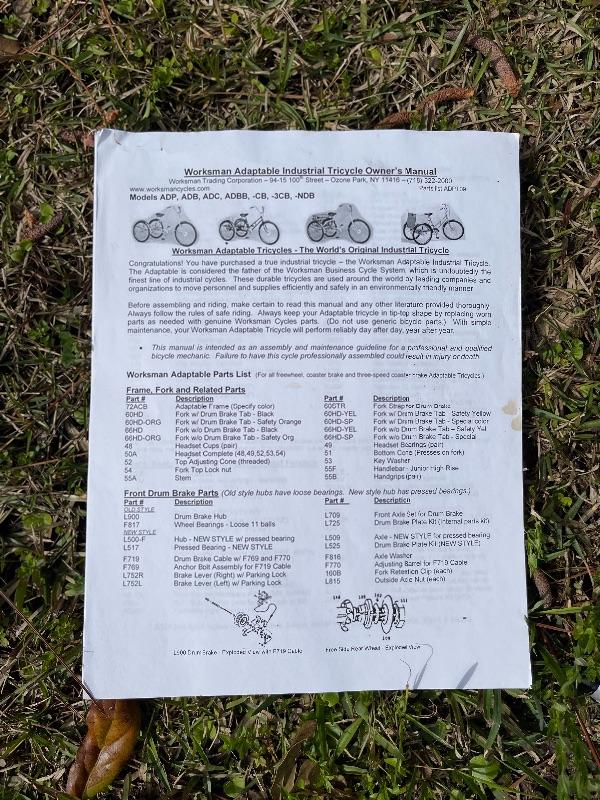 Worksman Adaptable Industrial Tricycle Owner's Manual
Worksman Trading Corporation – 94-15 100th Street – Ozone Park, NY 11416 – (718) 322-2000
www.worksmancycles.com Parts list ADP1.09
Models ADP, ADB, ADC, ADBB, -CB, -3CB, -NDB
Worksman Adaptable Tricycles - The World's Original Industrial Tricycle
Congratulations! You have purchased a true industrial tricycle – the Worksman Adaptable Industrial Tricycle.
The Adaptable is considered the father of the Worksman Business Cycle System, which is undoubtedly the
finest line of industrial cycles. These durable tricycles are used around the world by leading companies and
organizations to move personnel and supplies efficiently and safely in an environmentally friendly manner.
Before assembling and riding, make certain to read this manual and any other literature provided thoroughly.
Always follow the rules of safe riding. Always keep your Adaptable tricycle in tip-top shape by replacing worn
parts as needed with genuine Worksman Cycles parts. (Do not use generic bicycle parts.) With simple
maintenance, your Worksman Adaptable Tricycle will perform reliably day after day, year after year.
• This manual is intended as an assembly and maintenance guideline for a professional and qualified
bicycle mechanic. Failure to have this cycle professionally assembled could result in injury or death.
Worksman Adaptable Parts List (For all freewheel, coaster brake and three-speed coaster brake Adaptable Tricycles.)
Frame, Fork and Related Parts
Part # Description Part # Description
72ACB Adaptable Frame (Specify color) 60STR Fork Strap for Drum Brake
60HD Fork w/ Drum Brake Tab - Black 60HD-YEL Fork w/ Drum Brake Tab - Safety Yellow
60HD-ORG Fork w/ Drum Brake Tab - Safety Orange 60HD-SP Fork w/ Drum Brake Tab - Special color
66HD Fork w/o Drum Brake Tab - Black 66HD-YEL Fork w/o Drum Brake Tab - Safety Yel
66HD-ORG Fork w/o Drum Brake Tab - Safety Org 66HD-SP Fork w/o Drum Brake Tab - Special
48 Headset Cups (pair) 49 Headset Bearings (pair)
50A Headset Complete (48,49,52,53,54) 51 Bottom Cone (Presses on fork)
52 Top Adjusting Cone (threaded) 53 Key Washer
54 Fork Top Lock nut 55F Handlebar - Junior High Rise
55A Stem 55B Handgrips (pair)
Front Drum Brake Parts (Old style hubs have loose bearings. New style hub has pressed bearings.)
Part # Description Part # Description
OLD STYLE
L900 Drum Brake Hub L709 Front Axle Set for Drum Brake
F817 Wheel Bearings - Loose 11 balls L725 Drum Brake Plate Kit (Internal parts kit)
NEW STYLE
L500-F Hub - NEW STYLE w/ pressed bearing L509 Axle - NEW STYLE for pressed bearing
L517 Pressed Bearing - NEW STYLE L525 Drum Brake Plate Kit (NEW STYLE)
F719 Drum Brake Cable w/ F769 and F770 F816 Axle Washer
F769 Anchor Bolt Assembly for F719 Cable F770 Adjusting Barrel for F719 Cable
L752R Brake Lever (Right) w/ Parking Lock 160B Fork Retention Clip (each)
L752L Brake Lever (Left) w/ Parking Lock L815 Outside Axle Nut (each)
L900 Drum Brake - Exploded View with F719 Cable Free Side Rear Wheel - Exploded View